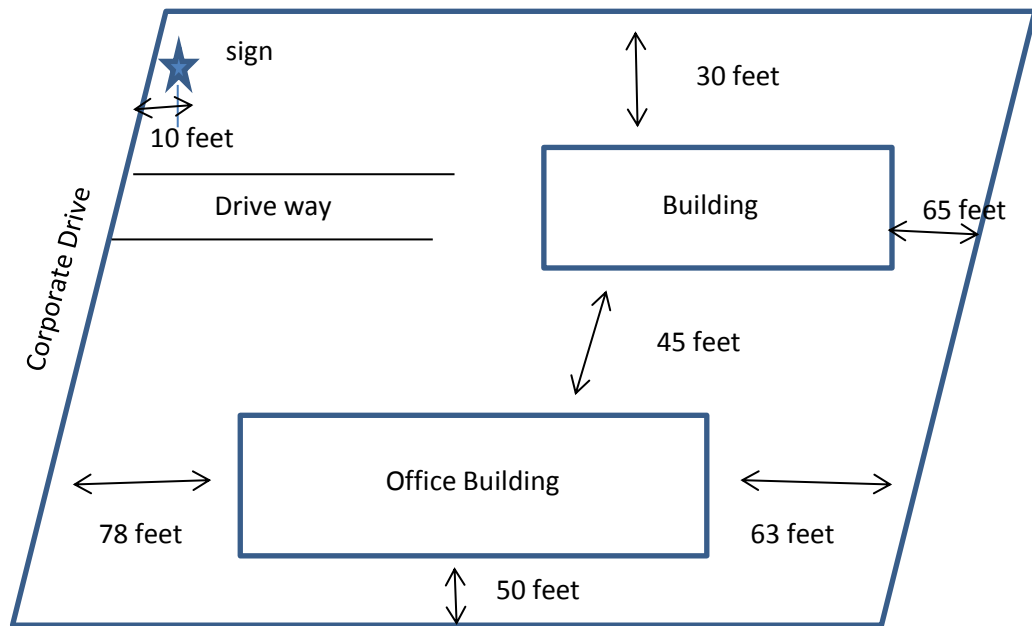 sign
30 feet
10 feet
Drive way
Building
65 feet
Corporate Drive
45 feet
Office Building
78 feet
63 feet
50 feet